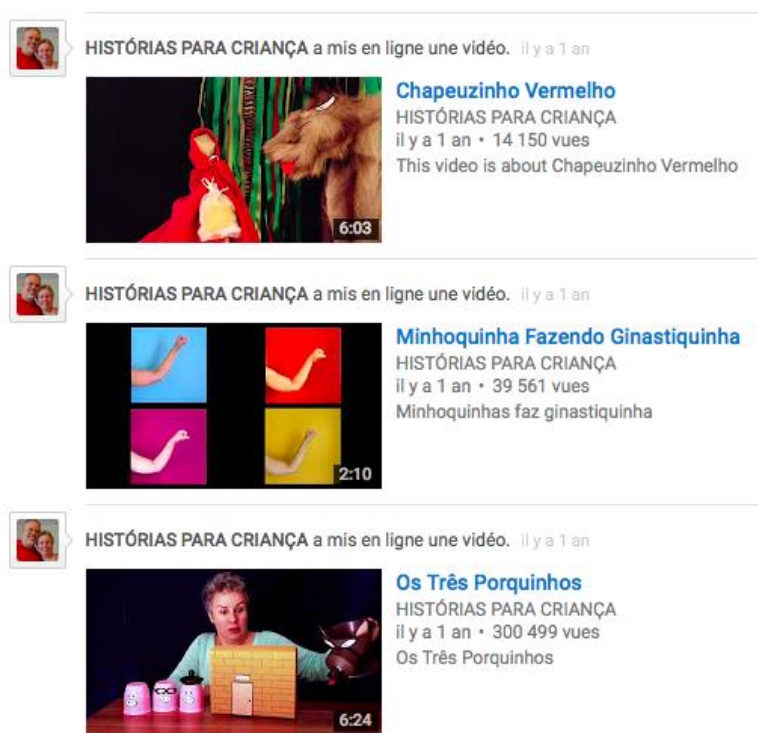 HISTÓRIAS PARA CRIANÇA a mis en ligne une vidéo. il y a 1 an
Chapeuzinho Vermelho
HISTÓRIAS PARA CRIANÇA
il y a 1 an • 14 150 vues
This video is about Chapeuzinho Vermelho
6:03
HISTÓRIAS PARA CRIANÇA a mis en ligne une vidéo. il y a 1 an
Minhoquinha Fazendo Ginastiquinha
HISTÓRIAS PARA CRIANÇA
il y a 1 an • 39 561 vues
Minhoquinhas faz ginastiquinha
2:10
HISTÓRIAS PARA CRIANÇA a mis en ligne une vidéo. il y a 1 an
Os Três Porquinhos
HISTÓRIAS PARA CRIANÇA
il y a 1 an • 300 499 vues
Os Três Porquinhos
6:24